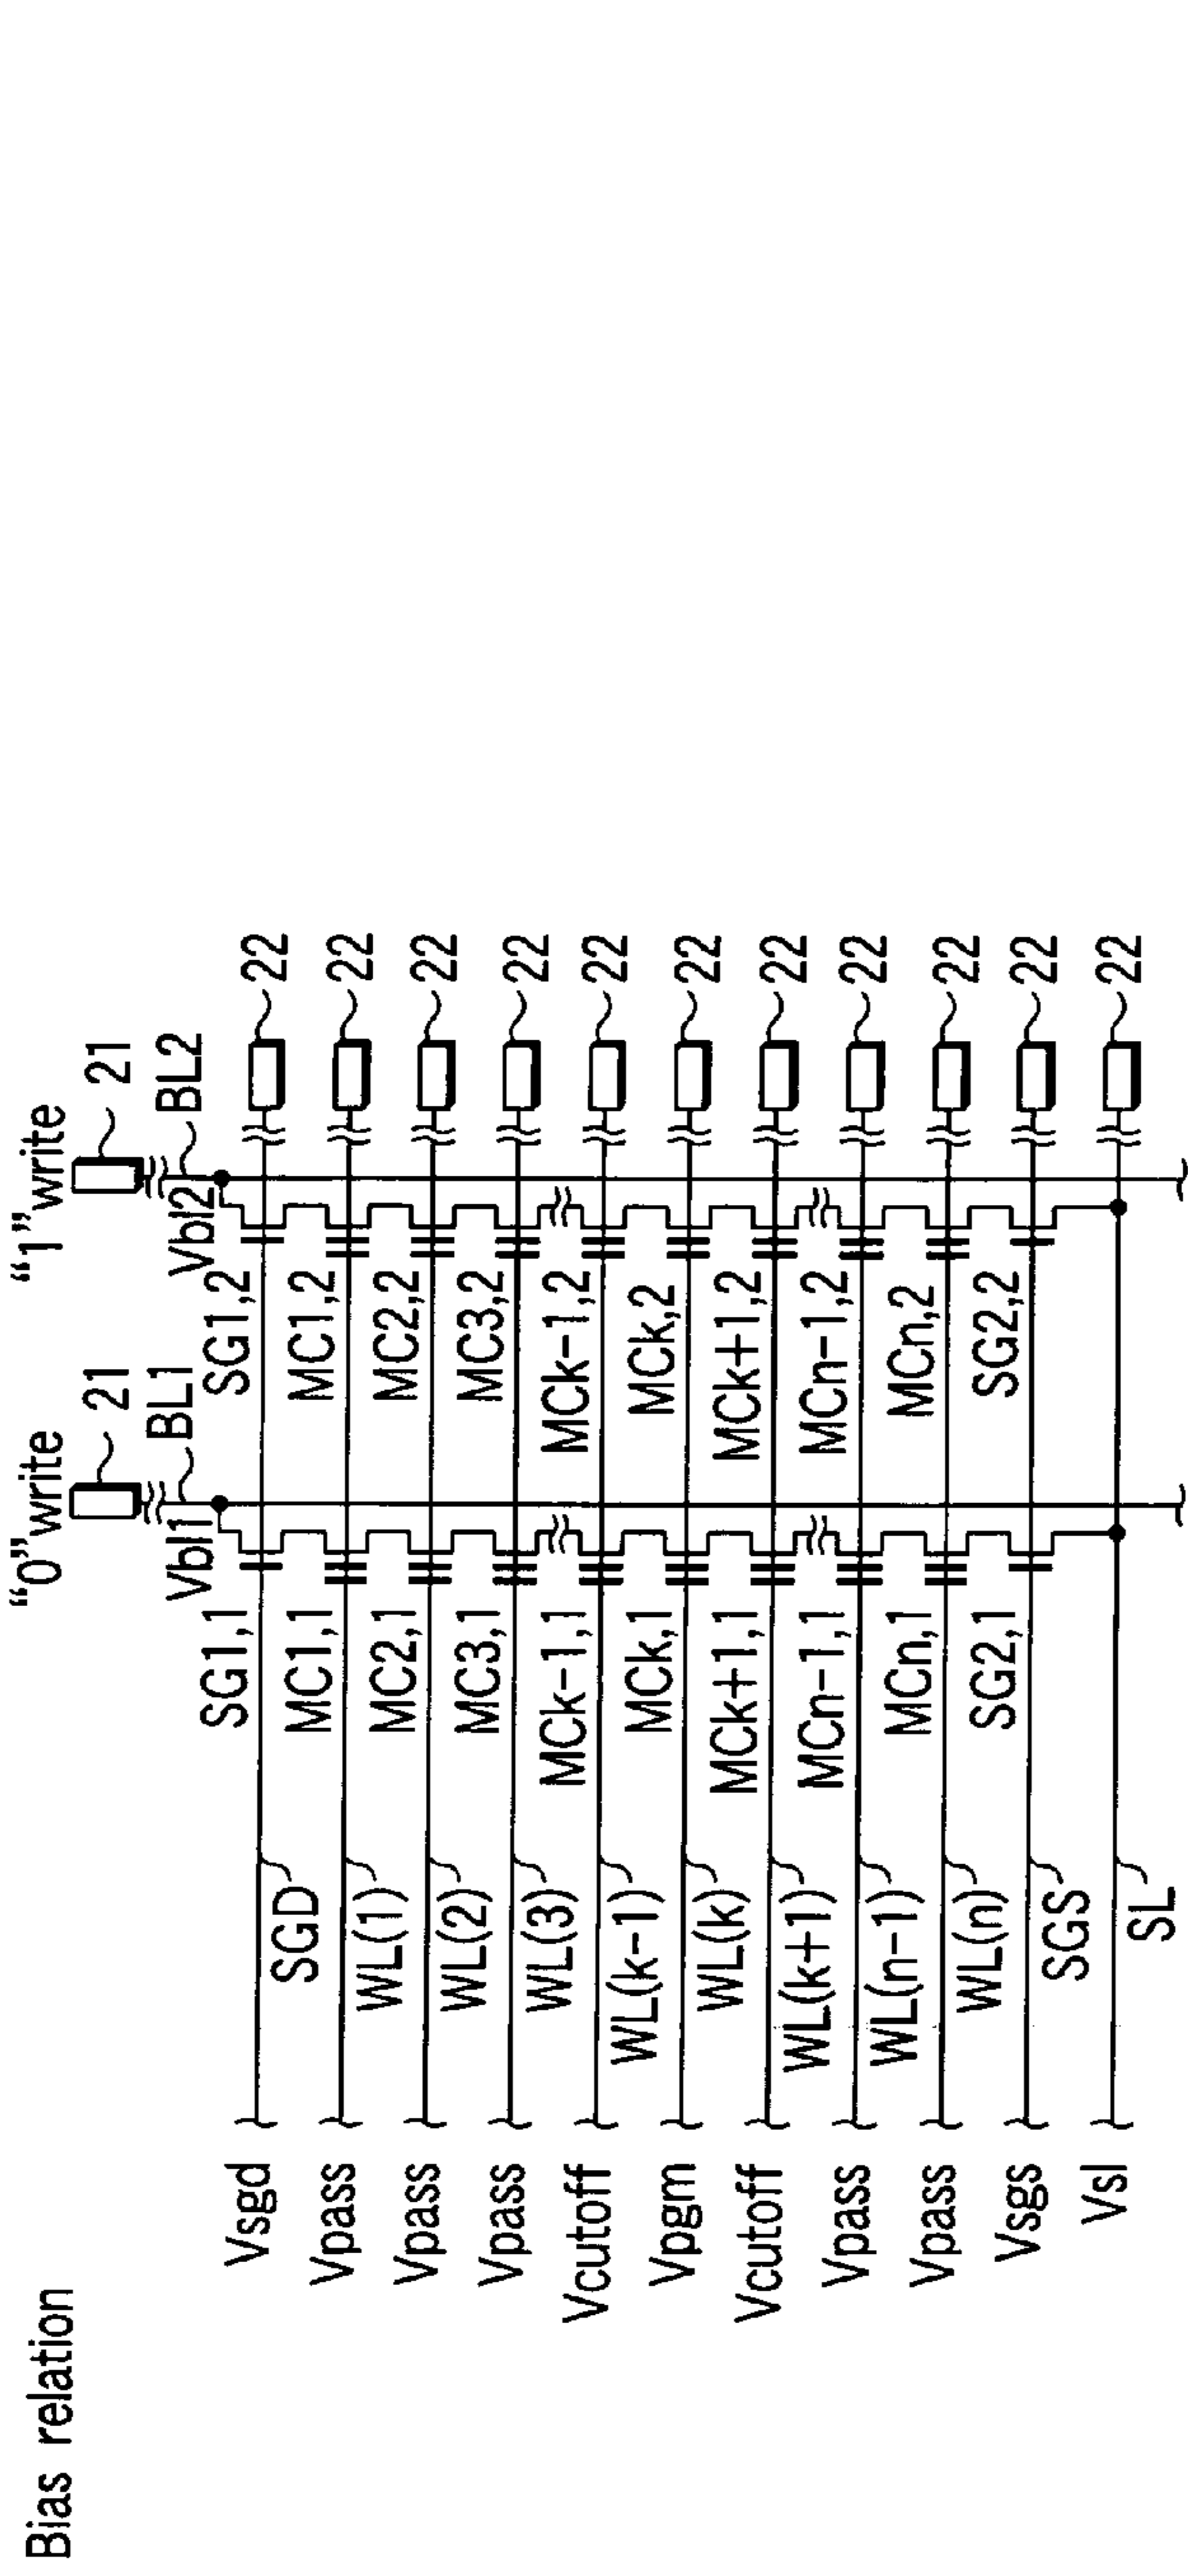 Bias relation
“0”write
“1”write
21
21
BL1
BL2
Vbl1
Vbl2
Vsgd
SGD
SG1,1
SG1,2
22
Vpass
WL(1)
MC1,1
MC1,2
22
Vpass
WL(2)
MC2,1
MC2,2
22
Vpass
WL(3)
MC3,1
MC3,2
22
Vcutoff
WL(k-1)
MCk-1,1
MCk-1,2
22
Vpgm
WL(k)
MCk,1
MCk,2
22
Vcutoff
WL(k+1)
MCk+1,1
MCk+1,2
22
Vpass
WL(n-1)
MCn-1,1
MCn-1,2
22
Vpass
WL(n)
MCn,1
MCn,2
22
Vsgs
SGS
SG2,1
SG2,2
22
Vsl
SL
22